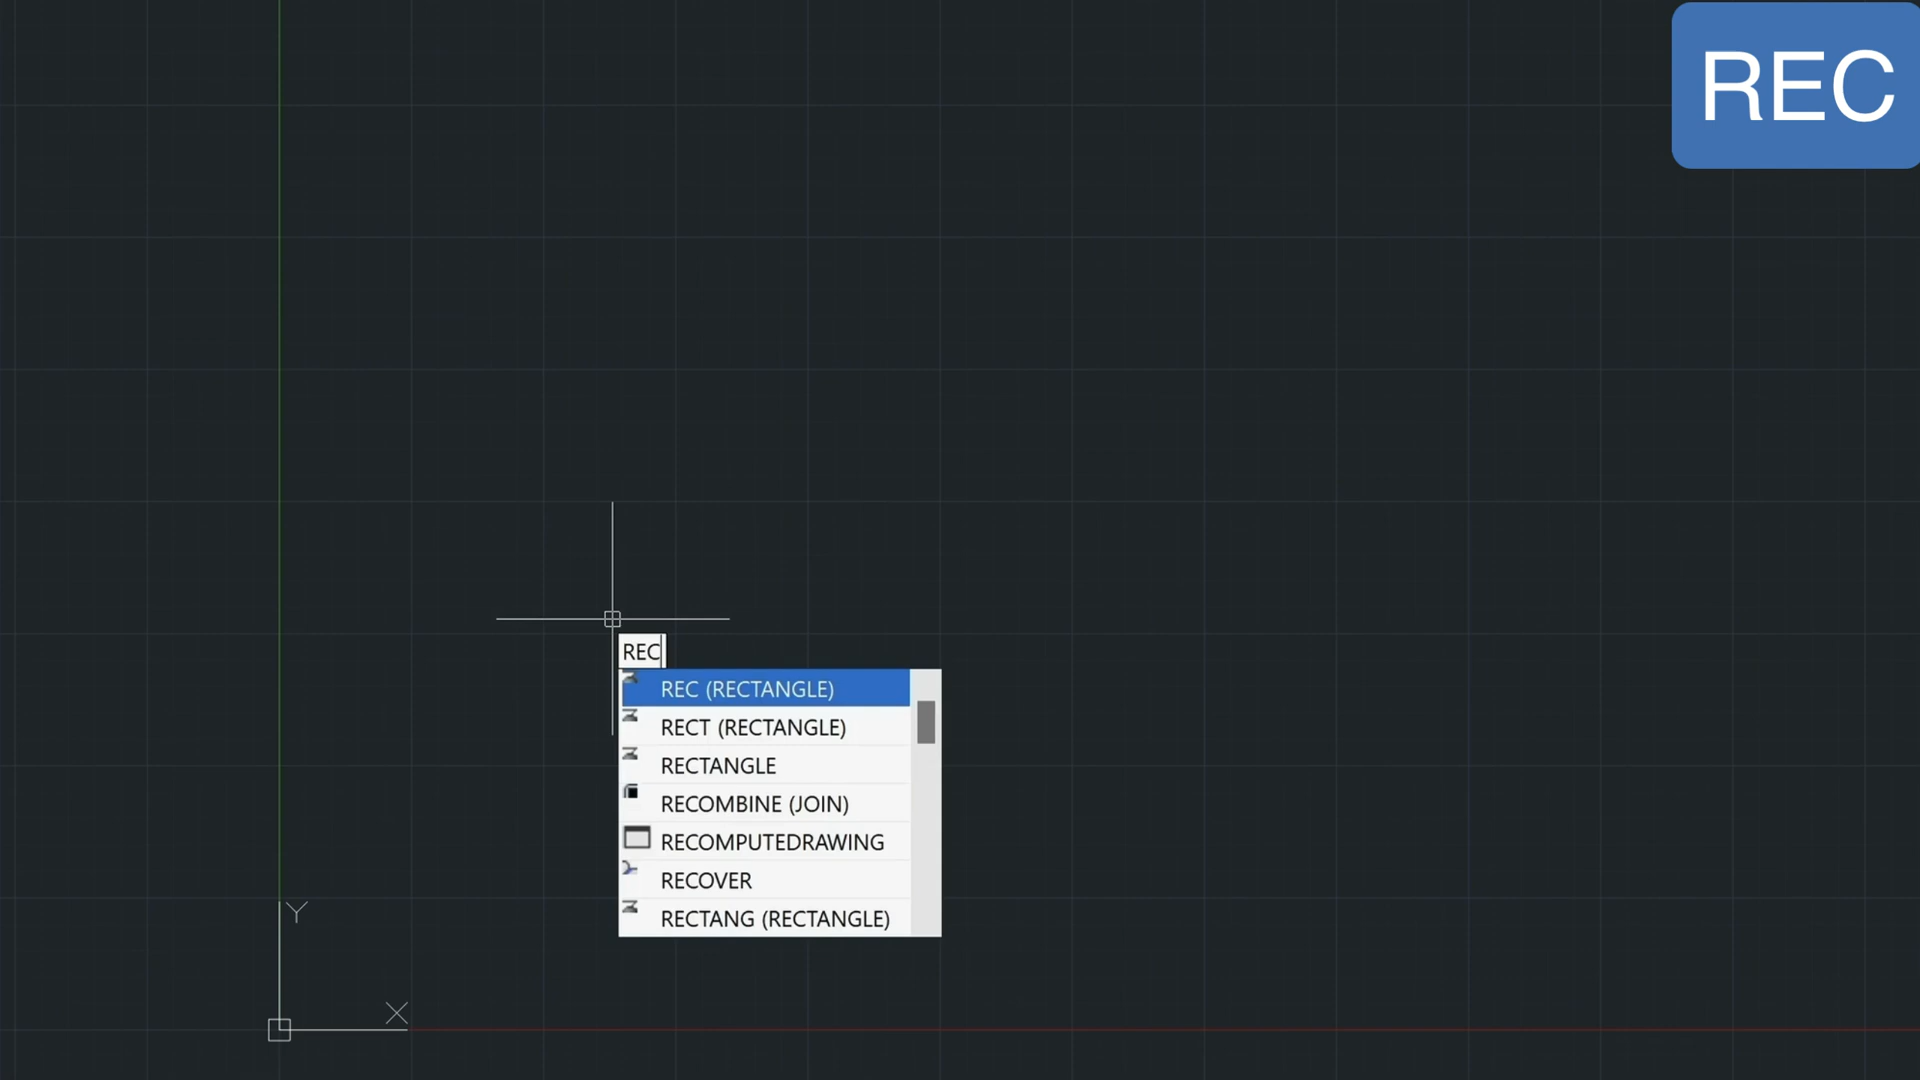 REC
REC
REC (RECTANGLE)
RECT (RECTANGLE)
RECTANGLE
RECOMBINE (JOIN)
RECOMPUTEDRAWING
RECOVER
RECTANG (RECTANGLE)
Y
X